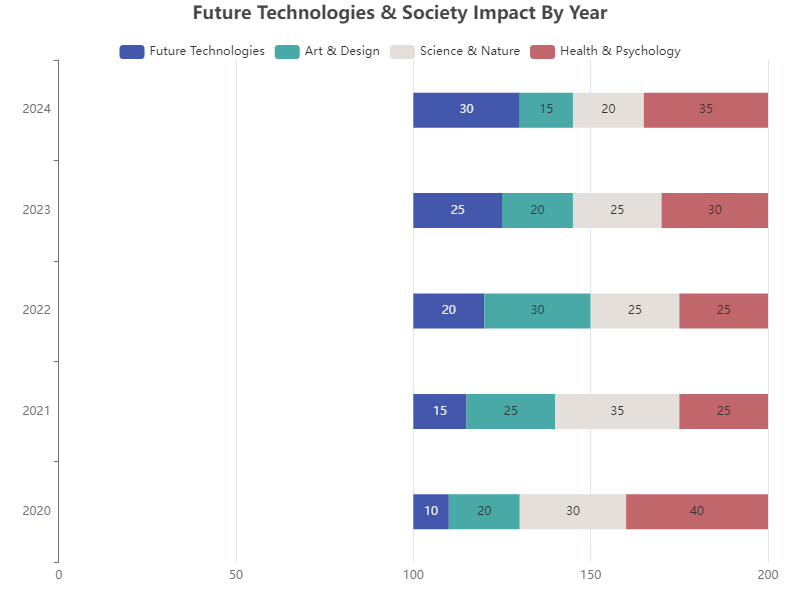 Future Technologies & Society Impact By Year
Future Technologies Art & Design Science & Nature Health & Psychology
2024 30 15 20 35
2023 25 20 25 30
2022 20 30 25 25
2021 15 25 35 25
2020 10 20 30 40
0 50 100 150 200